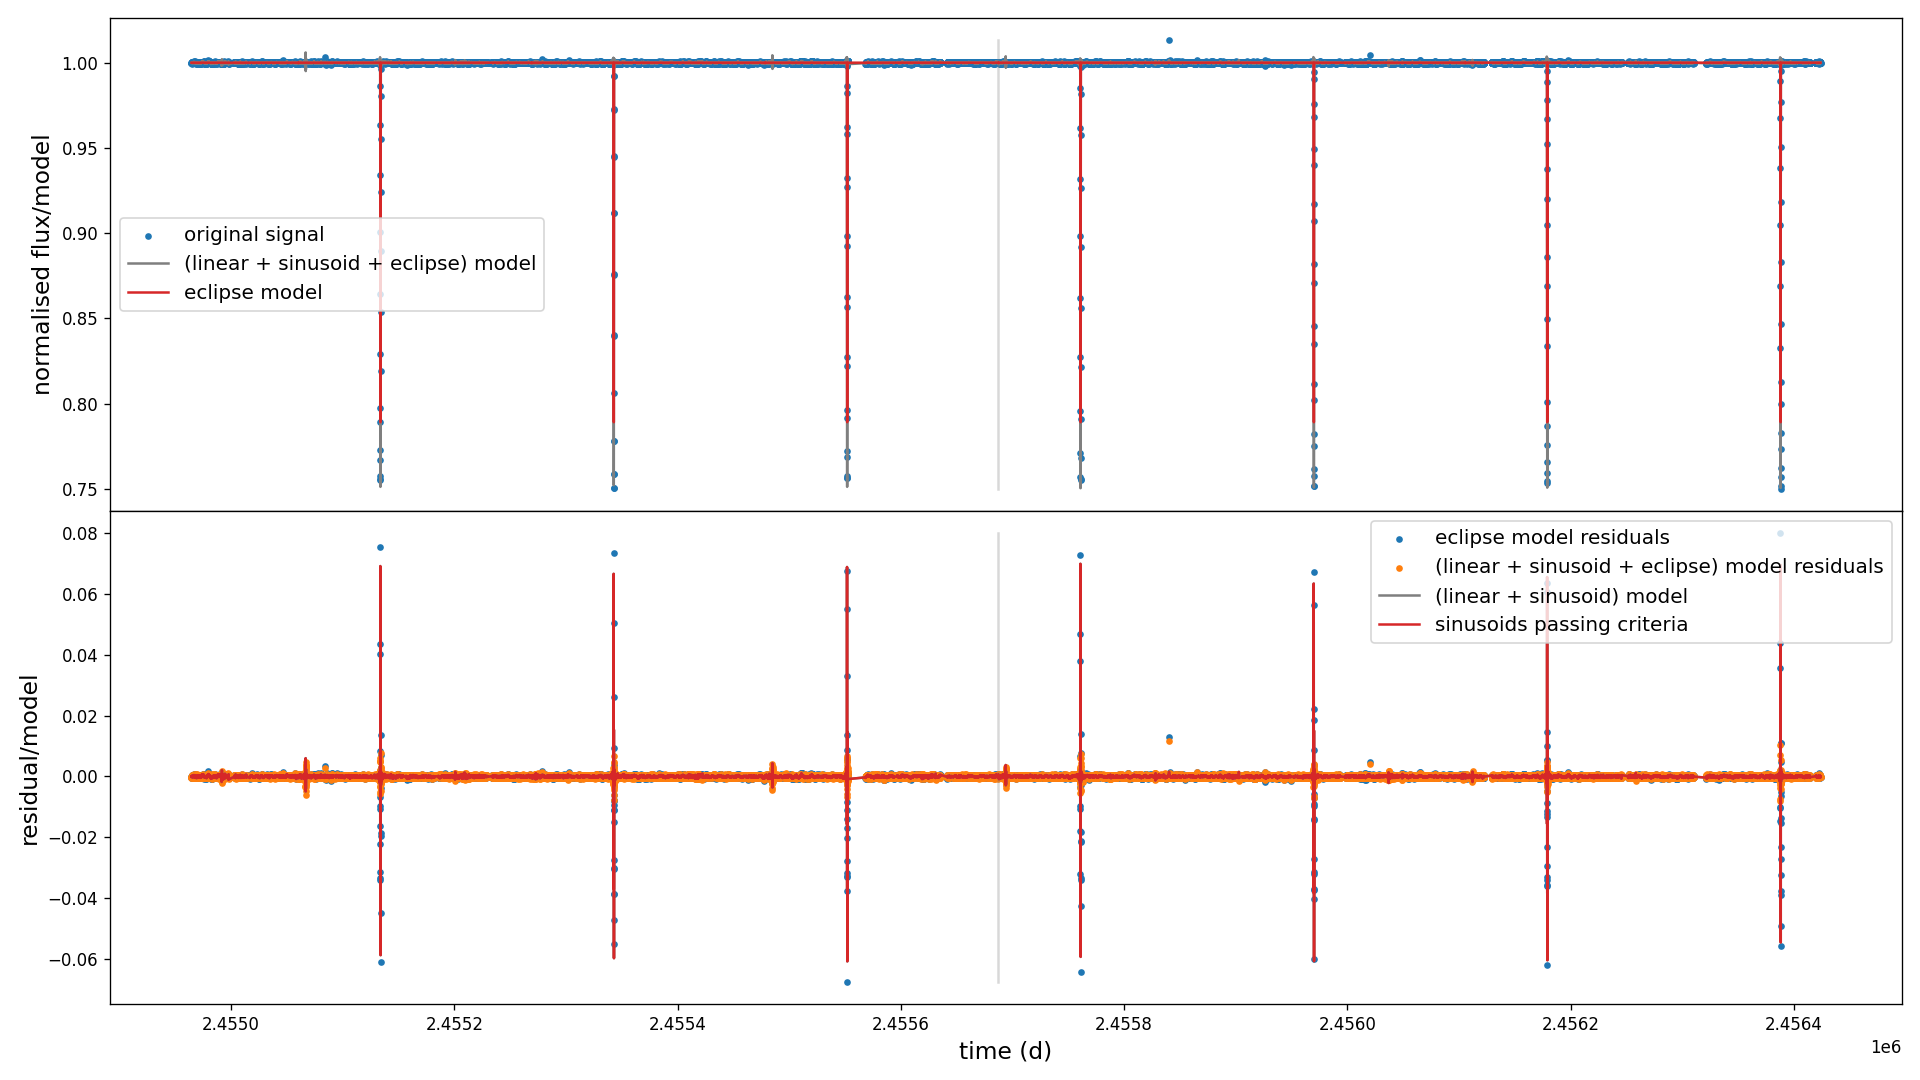 normalised flux/model
1.00
0.95
0.90
0.85
0.80
0.75
original signal
(linear + sinusoid + eclipse) model
eclipse model
residual/model
0.08
0.06
0.04
0.02
0.00
−0.02
−0.04
−0.06
eclipse model residuals
(linear + sinusoid + eclipse) model residuals
(linear + sinusoid) model
sinusoids passing criteria
2.4550 2.4552 2.4554 2.4556 2.4558 2.4560 2.4562 2.4564
1e6
time (d)